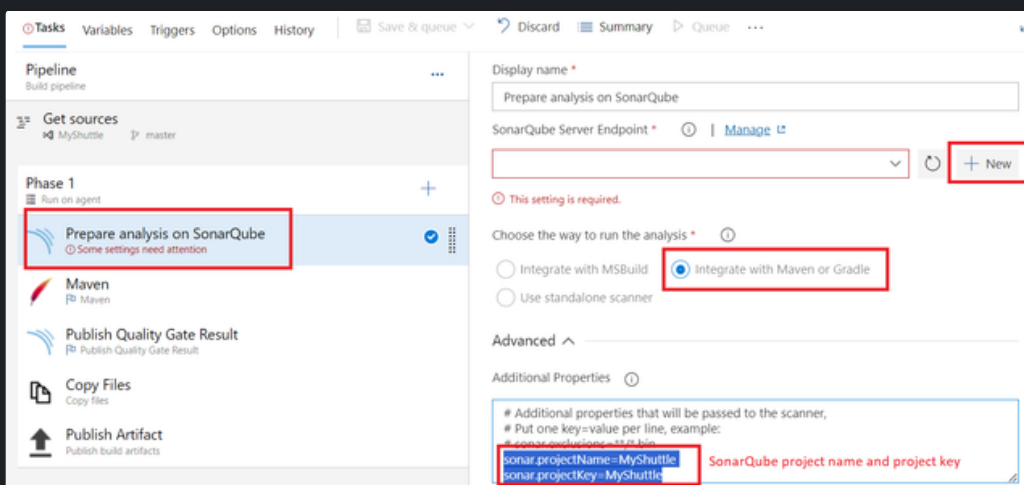 Tasks Variables Triggers Options History Save & queue Discard Summary Queue ...
Pipeline
Build pipeline
Get sources
MyShuttle master
Phase 1
Run on agent
Prepare analysis on SonarQube
Some settings need attention
Maven
Maven
Publish Quality Gate Result
Publish Quality Gate Result
Copy Files
Copy files
Publish Artifact
Publish build artifacts
Display name *
Prepare analysis on SonarQube
SonarQube Server Endpoint * | Manage
+ New
This setting is required.
Choose the way to run the analysis *
Integrate with MSBuild Integrate with Maven or Gradle
Use standalone scanner
Advanced
Additional Properties
# Additional properties that will be passed to the scanner,
# Put one key=value per line, example:
# sonar.exclusions=**/*.bin
sonar.projectName=MyShuttle
SonarQube project name and project key
sonar.projectKey=MyShuttle